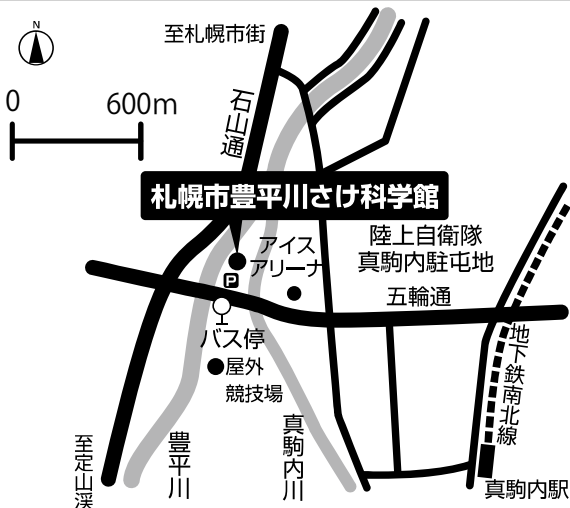 N
至札幌市街
0 600m
石山通
札幌市豊平川さけ科学館
アイス
アリーナ
陸上自衛隊
真駒内駐屯地
P
五輪通
バス停
屋外
競技場
地下鉄南北線
真駒内川
豊平川
至定山渓
真駒内駅